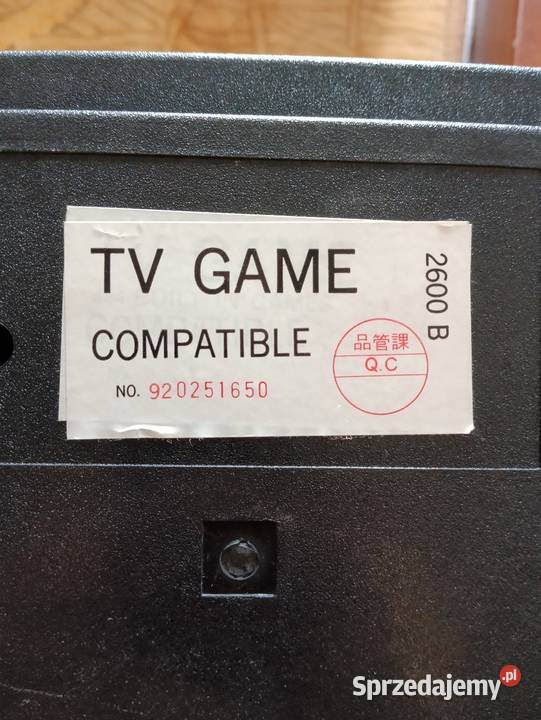 TV GAME
COMPATIBLE
NO. 920251650
2600 B
品管課
Q.C
Sprzedajemy.pl